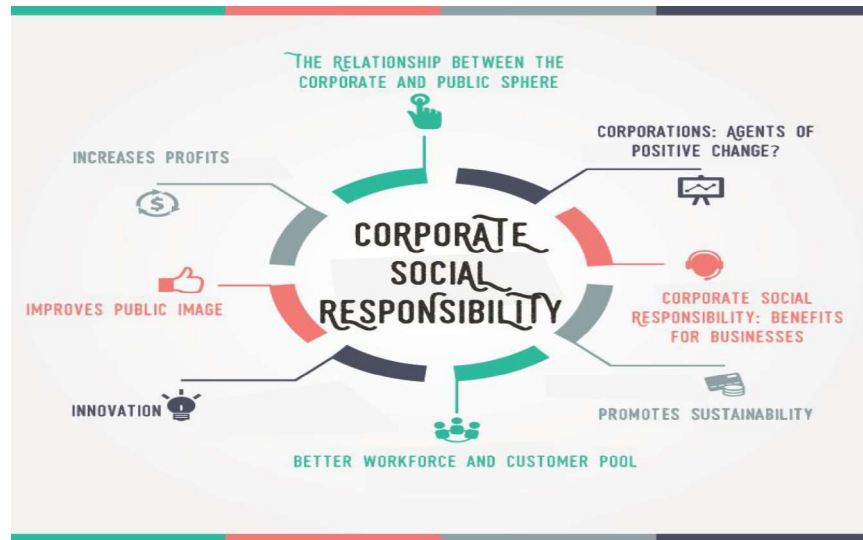 THE RELATIONSHIP BETWEEN THE
CORPORATE AND PUBLIC SPHERE
CORPORATIONS: AGENTS OF
POSITIVE CHANGE?
INCREASES PROFITS
$
CORPORATE
SOCIAL
RESPONSIBILITY
IMPROVES PUBLIC IMAGE
CORPORATE SOCIAL
RESPONSIBILITY: BENEFITS
FOR BUSINESSES
INNOVATION
PROMOTES SUSTAINABILITY
BETTER WORKFORCE AND CUSTOMER POOL